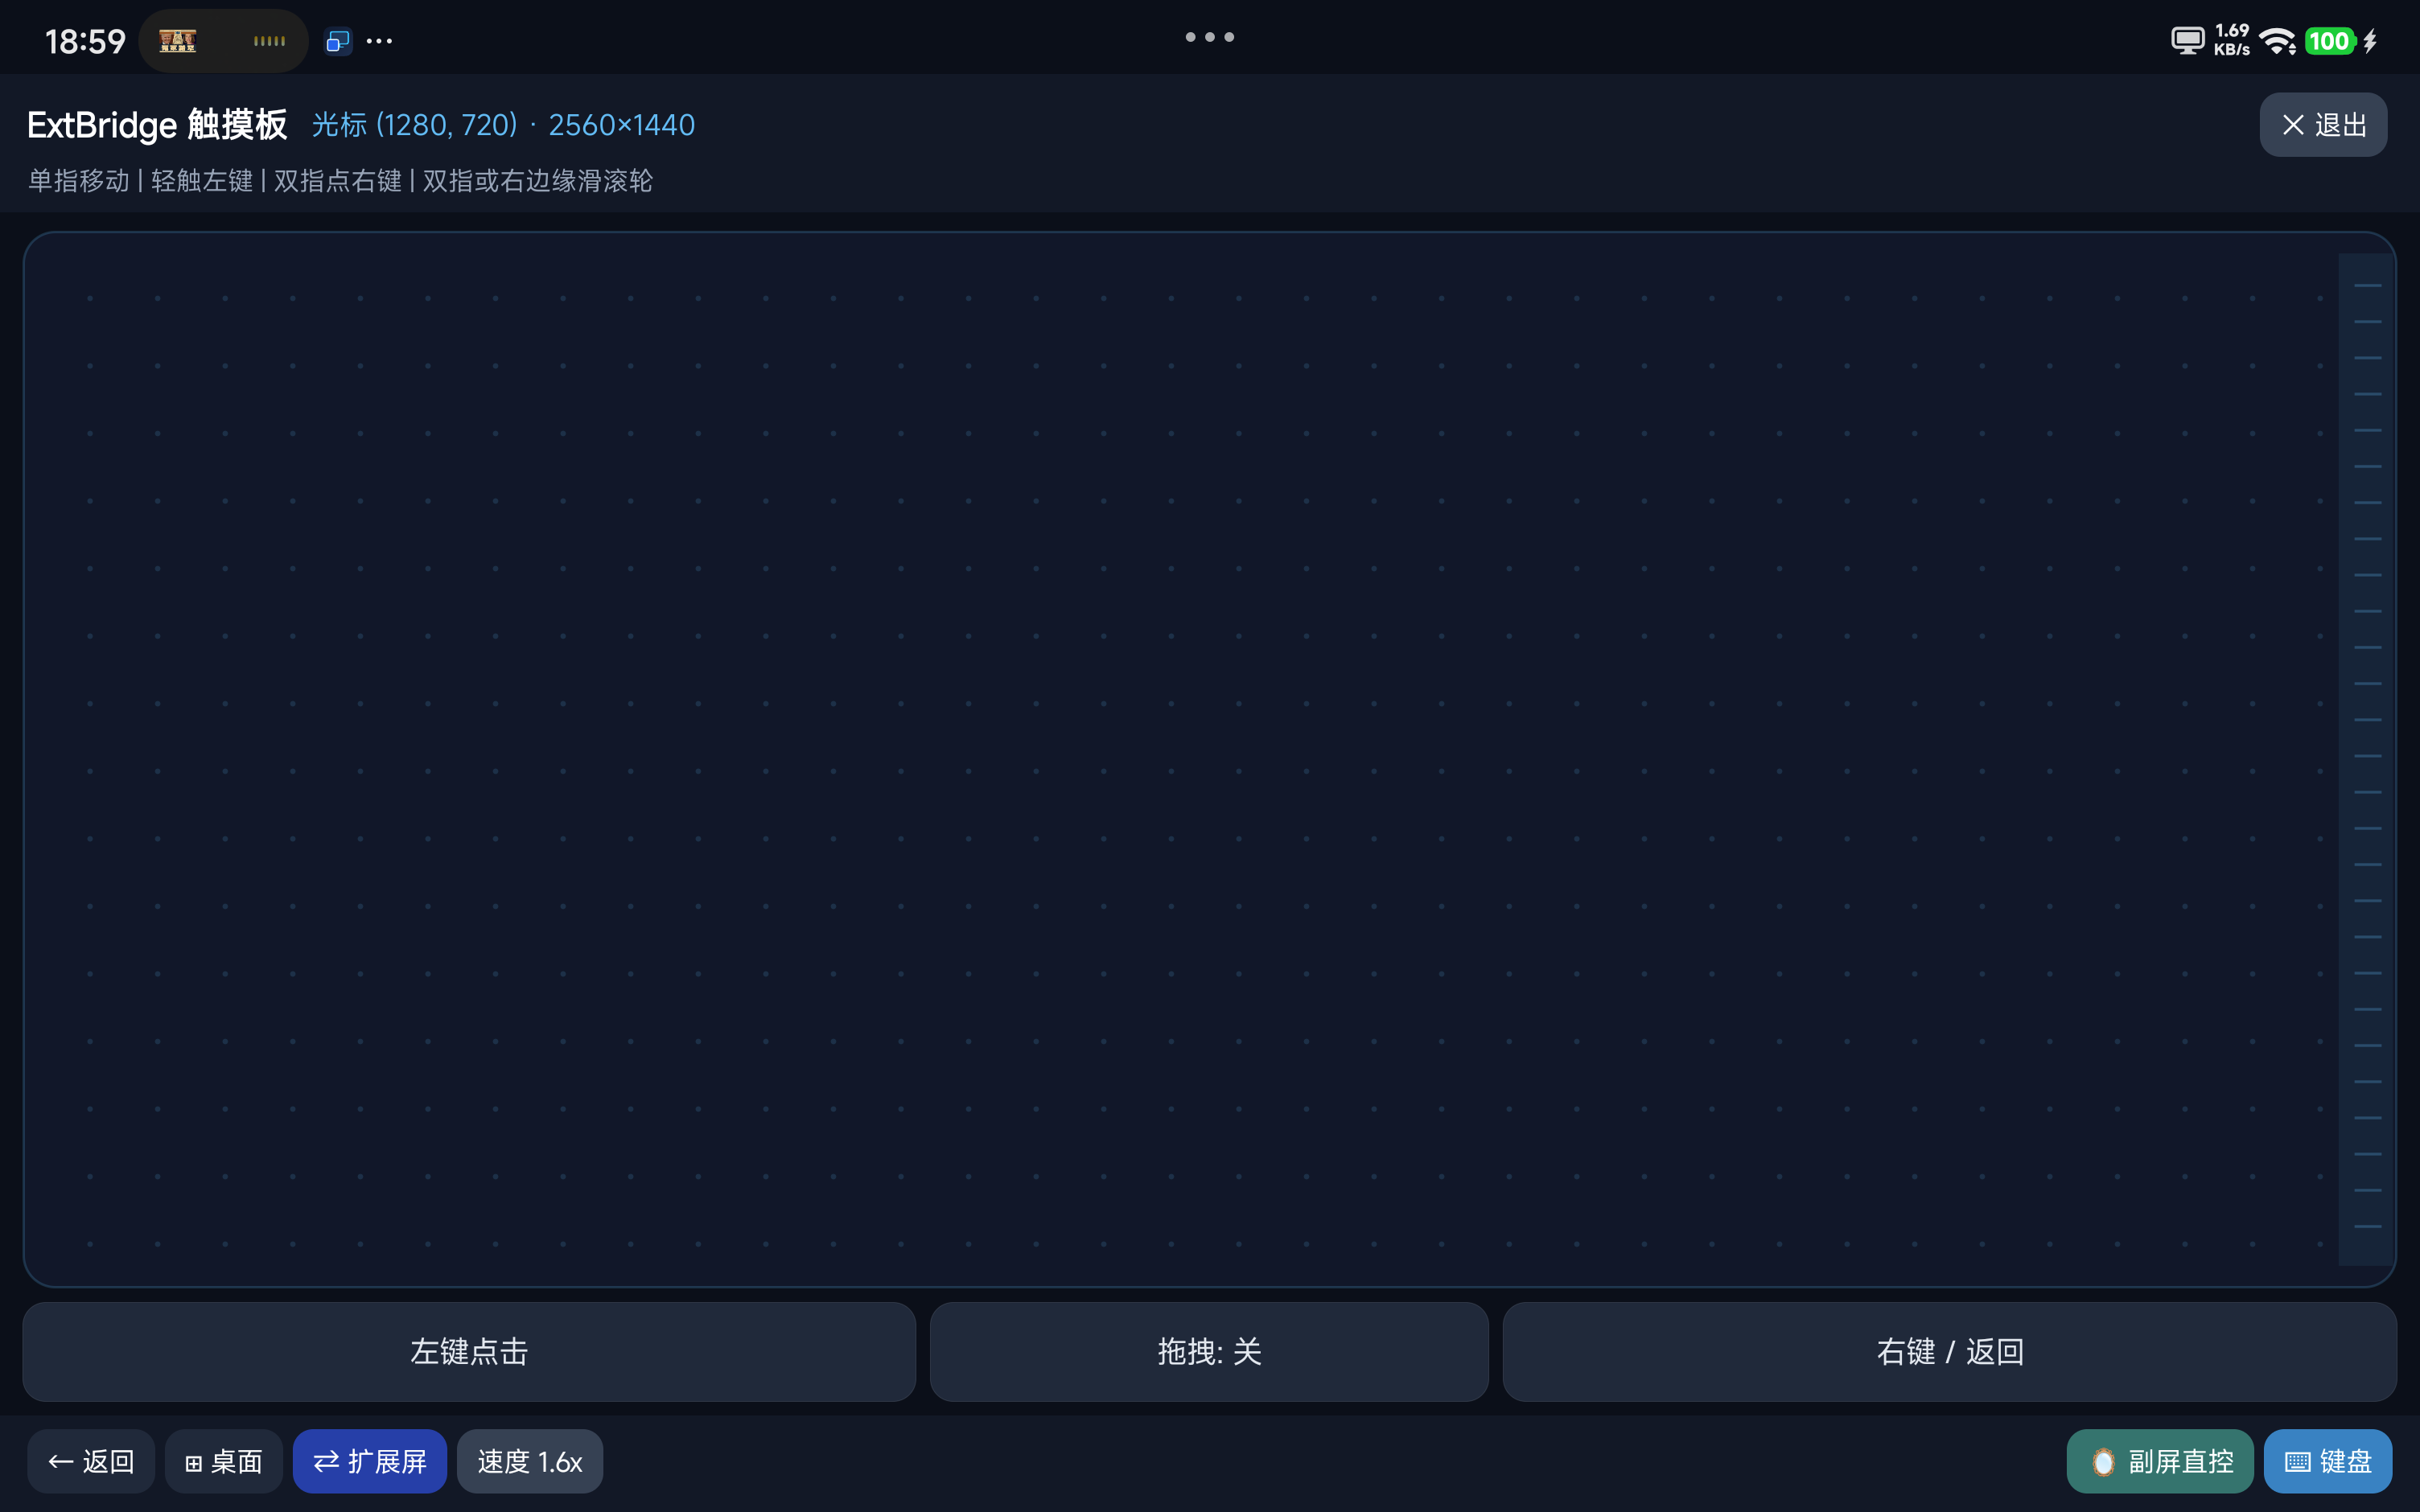 18:59
1.69
KB/s
100
ExtBridge 触摸板 光标 (1280, 720) · 2560×1440
✕ 退出
单指移动 | 轻触左键 | 双指点右键 | 双指或右边缘滑滚轮
左键点击
拖拽: 关
右键 / 返回
← 返回
⊞ 桌面
⇄ 扩展屏
速度 1.6x
副屏直控
键盘